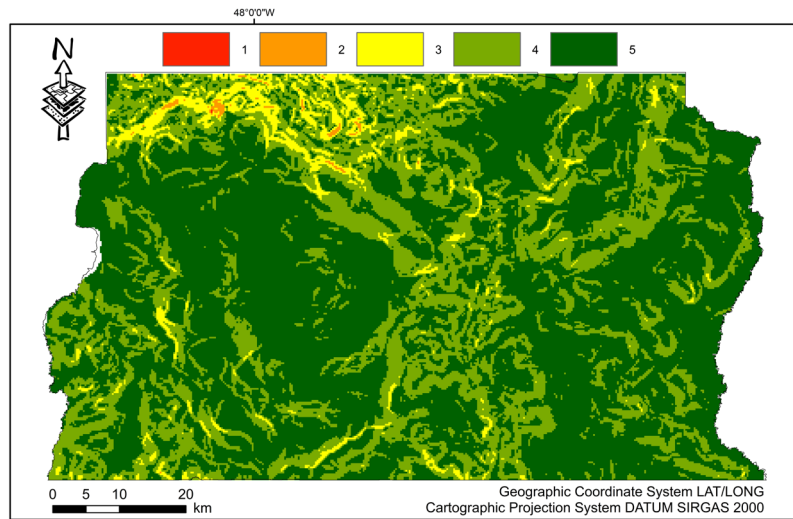 48°0'0"W
N
1 2 3 4 5
0 5 10 20
km
Geographic Coordinate System LAT/LONG
Cartographic Projection System DATUM SIRGAS 2000